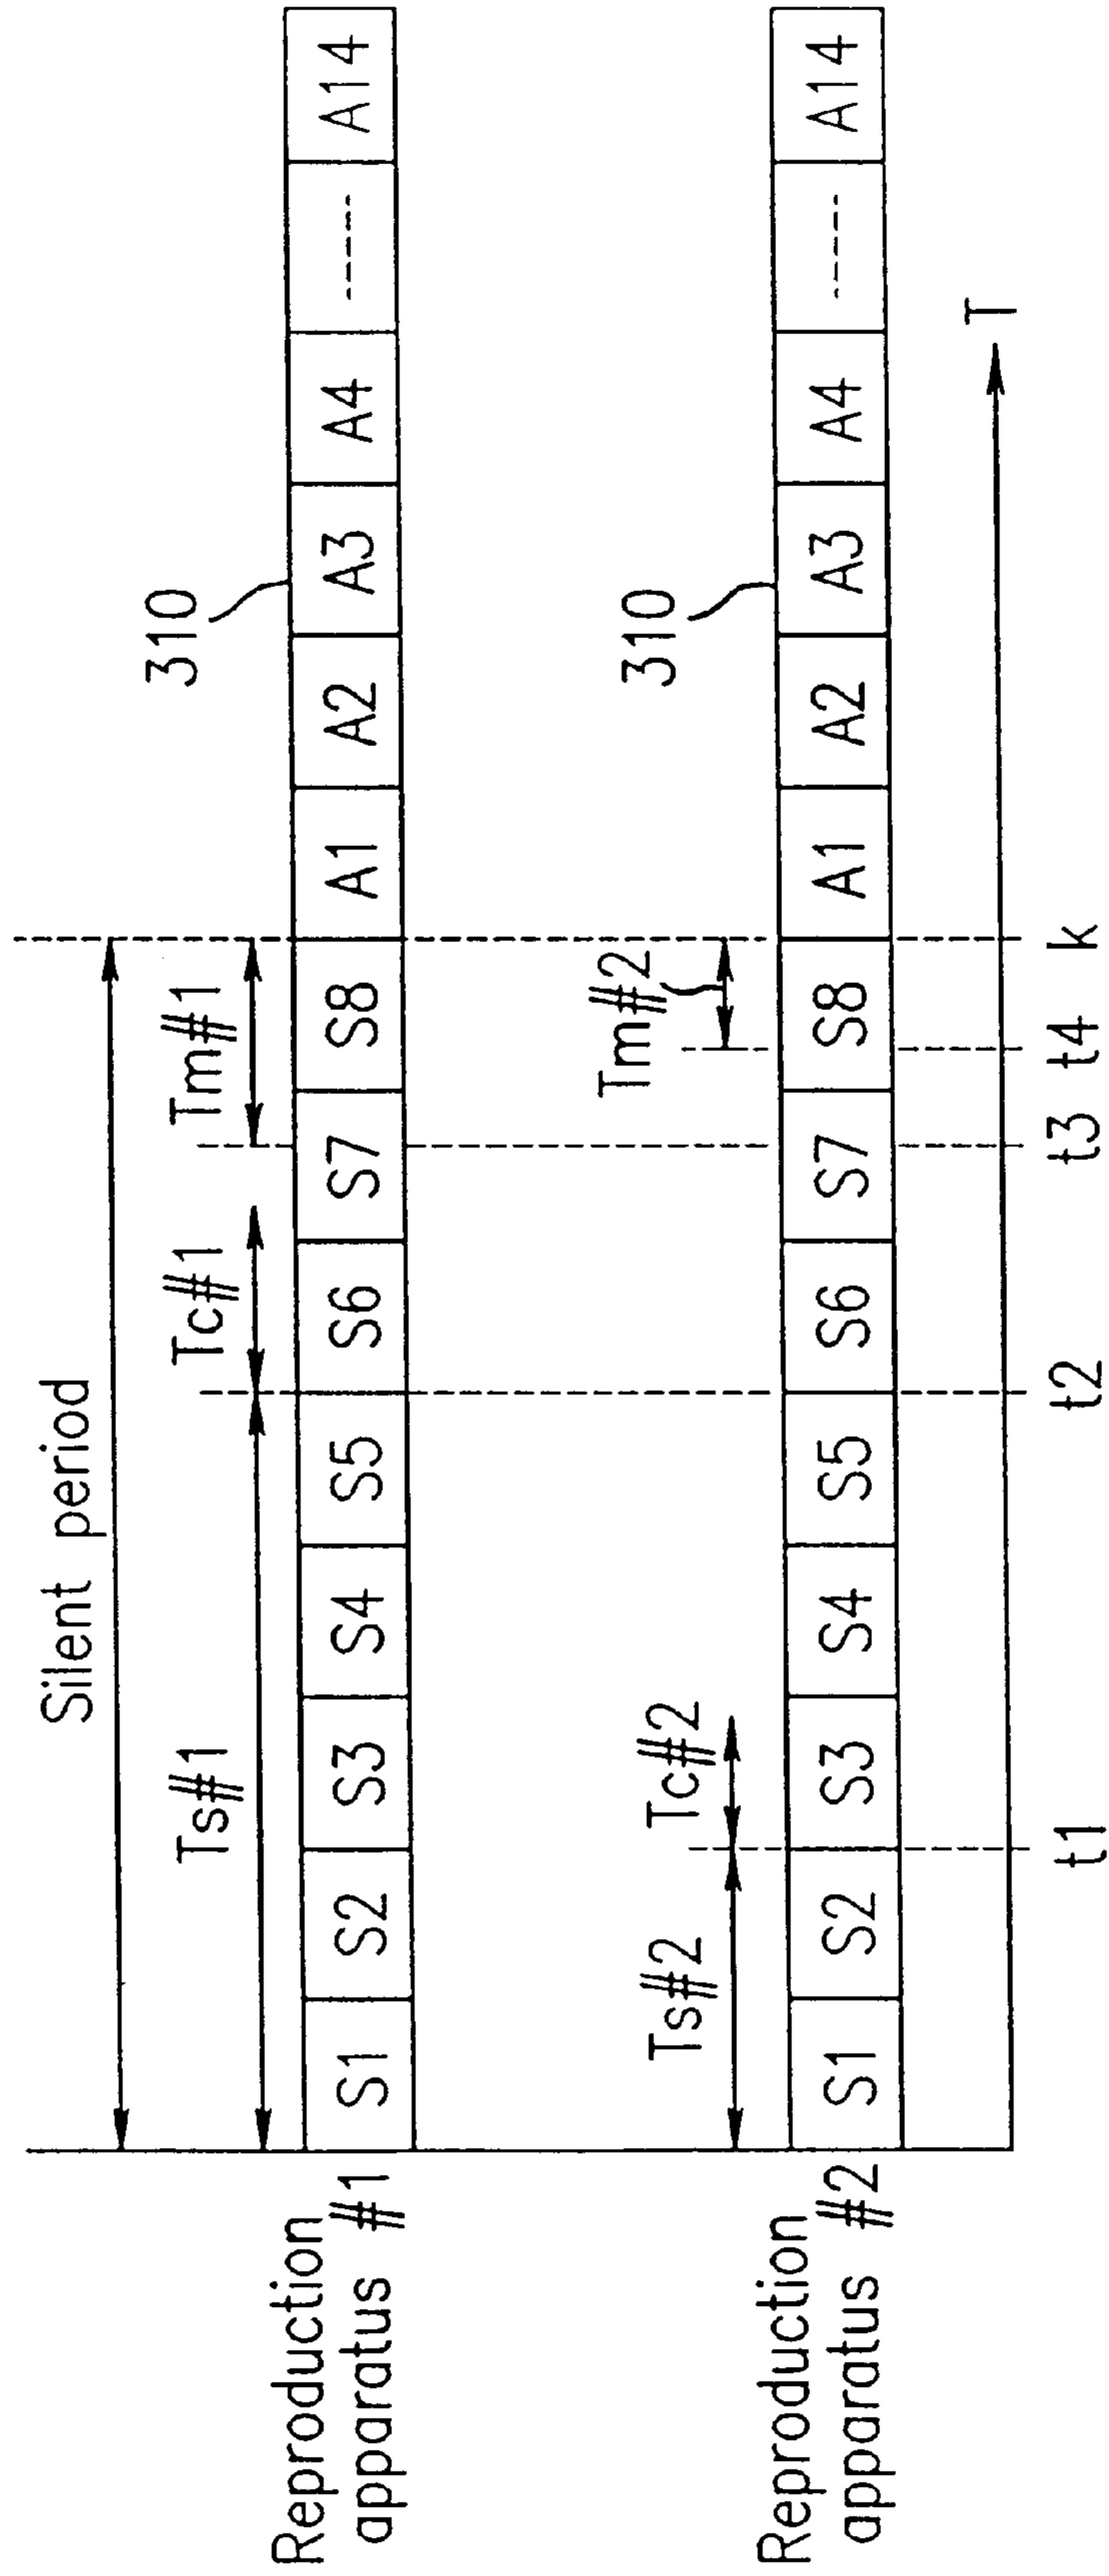 Silent period
Ts#1
Tc#1
Tm#1
310
Reproduction
apparatus #1
S1 S2 S3 S4 S5 S6 S7 S8 A1 A2 A3 A4 ----- A14
Ts#2
Tc#2
Tm#2
310
Reproduction
apparatus #2
S1 S2 S3 S4 S5 S6 S7 S8 A1 A2 A3 A4 ----- A14
T
t1 t2 t3 t4 k